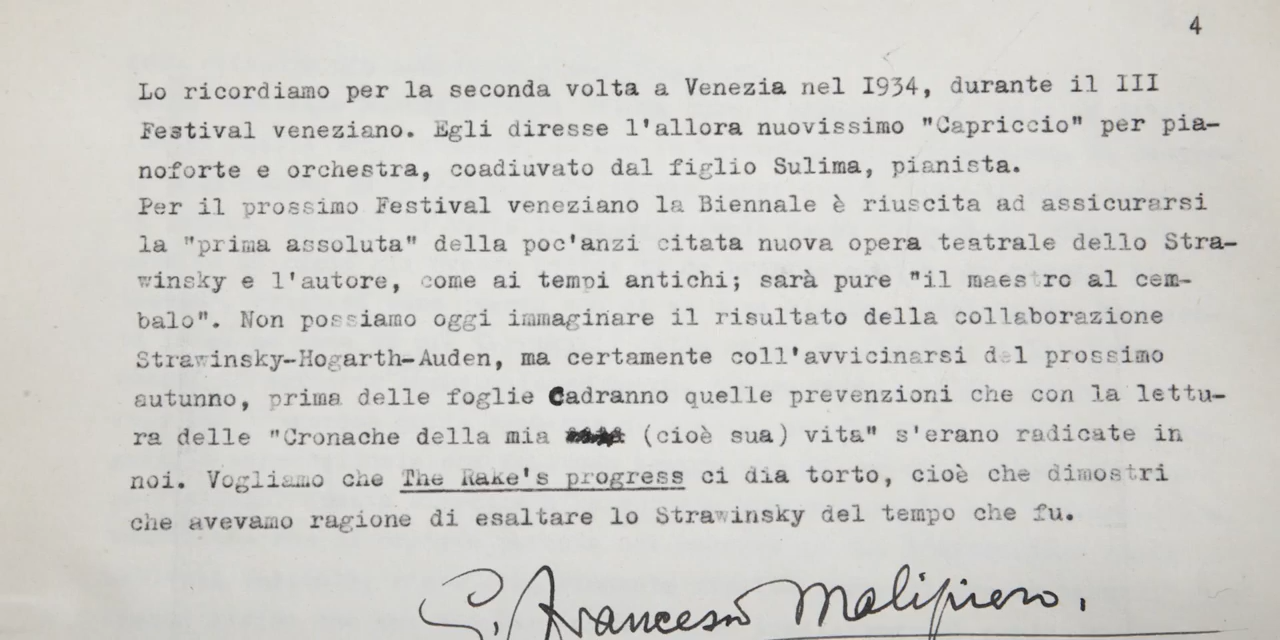 4
Lo ricordiamo per la seconda volta a Venezia nel I934, durante il III
Festival veneziano. Egli diresse l'allora nuovissimo "Capriccio" per pia-
noforte e orchestra, coadiuvato dal figlio Sulima, pianista.
Per il prossimo Festival veneziano la Biennale è riuscita ad assicurarsi
la "prima assoluta" della poc'anzi citata nuova opera teatrale dello Stra-
winsky e l'autore, come ai tempi antichi; sarà pure "il maestro al cem-
balo". Non possiamo oggi immaginare il risultato della collaborazione
Strawinsky-Hogarth-Auden, ma certamente coll'avvicinarsi del prossimo
autunno, prima delle foglie Cadranno quelle prevenzioni che con la lettu-
ra delle "Cronache della mia (cioè sua) vita" s'erano radicate in
noi. Vogliamo che The Rake's progress ci dia torto, cioè che dimostri
che avevamo ragione di esaltare lo Strawinsky del tempo che fu.
G. Francesco Malipiero.